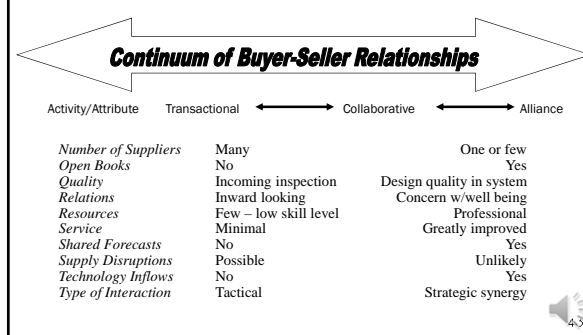 Continuum of Buyer-Seller Relationships
Activity/Attribute Transactional Collaborative Alliance
Number of Suppliers Many One or few
Open Books No Yes
Quality Incoming inspection Design quality in system
Relations Inward looking Concern w/well being
Resources Few – low skill level Professional
Service Minimal Greatly improved
Shared Forecasts No Yes
Supply Disruptions Possible Unlikely
Technology Inflows No Yes
Type of Interaction Tactical Strategic synergy
4-3